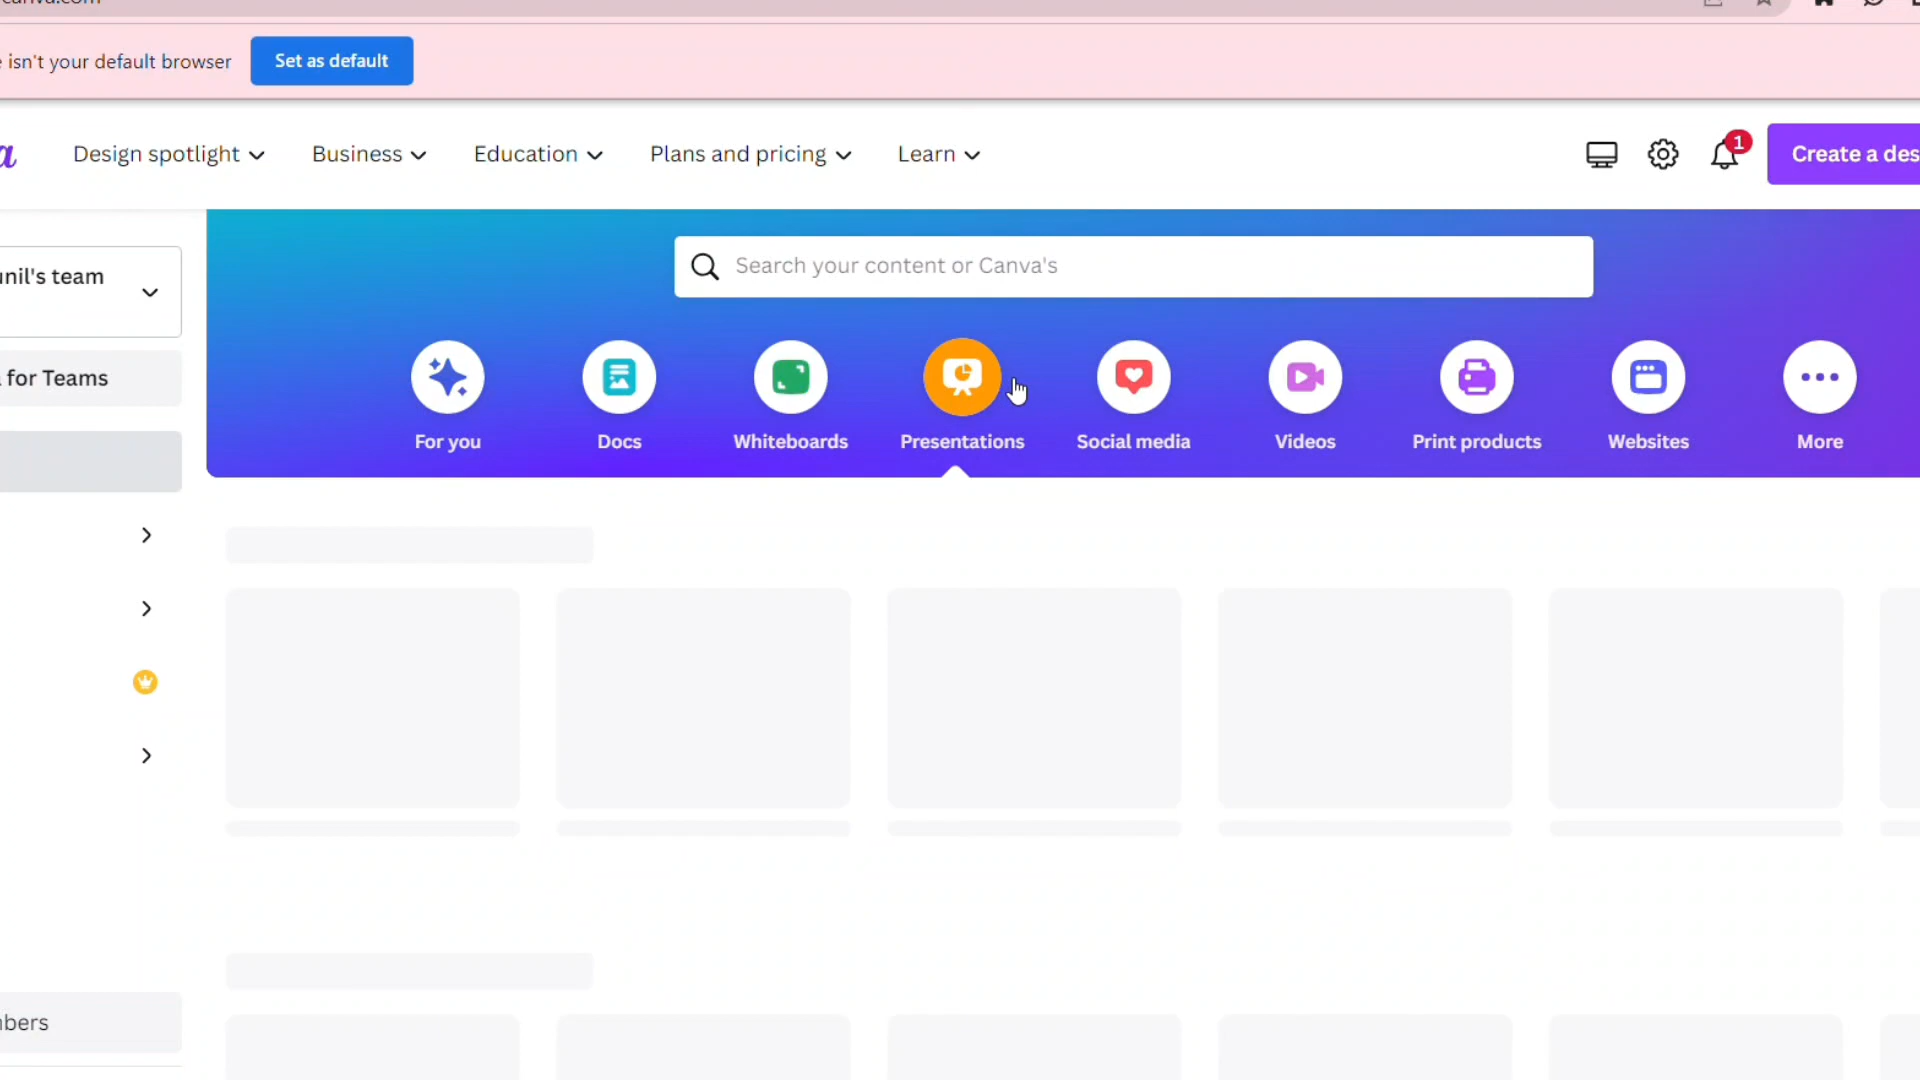 isn't your default browser Set as default
a Design spotlight Business Education Plans and pricing Learn 1 Create a des
Search your content or Canva's
nil's team
for Teams
For you Docs Whiteboards Presentations Social media Videos Print products Websites More
bers